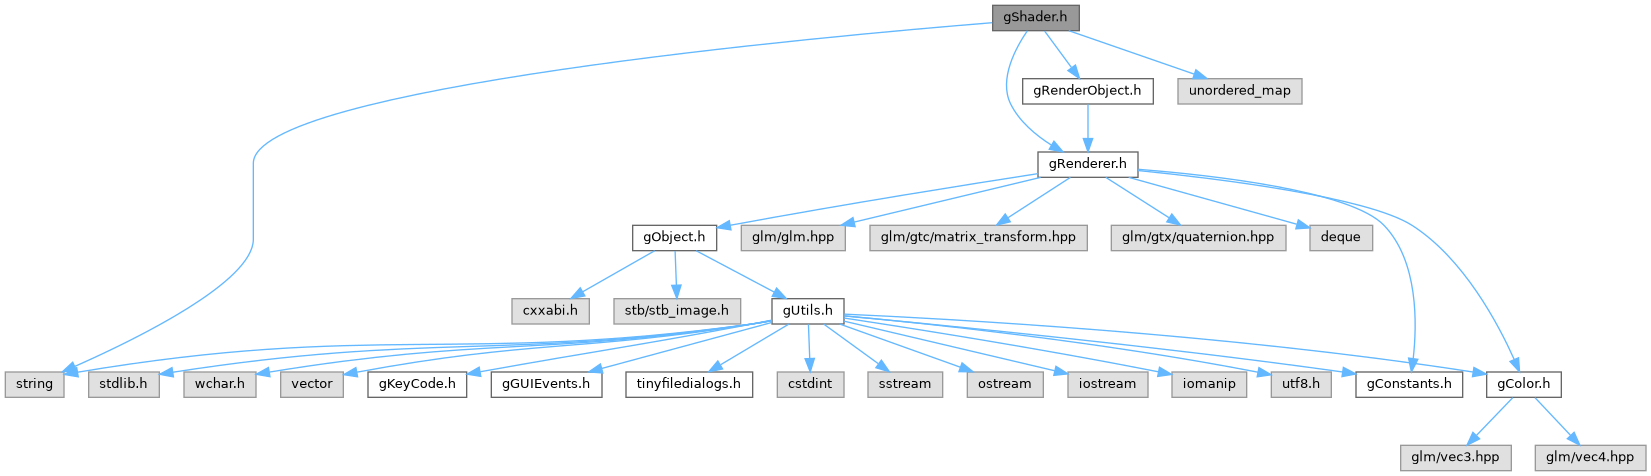 gShader.h
gRenderObject.h
unordered_map
gRenderer.h
gObject.h
glm/glm.hpp
glm/gtc/matrix_transform.hpp
glm/gtx/quaternion.hpp
deque
cxxabi.h
stb/stb_image.h
gUtils.h
string
stdlib.h
wchar.h
vector
gKeyCode.h
gGUIEvents.h
tinyfiledialogs.h
cstdint
sstream
ostream
iostream
iomanip
utf8.h
gConstants.h
gColor.h
glm/vec3.hpp
glm/vec4.hpp